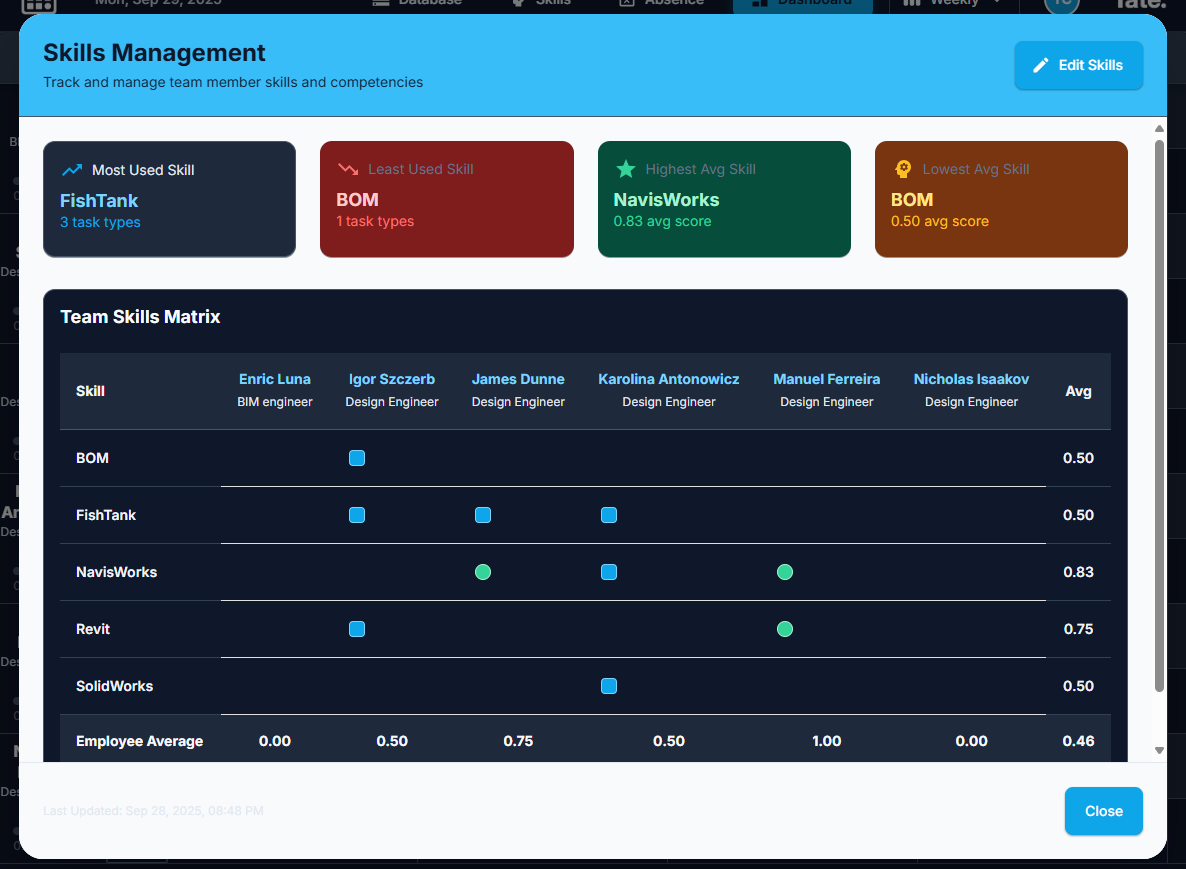 Mon, Sep 29, 2025 Database Skills Absence Dashboard Weekly
Skills Management
Track and manage team member skills and competencies
Edit Skills
Most Used Skill
FishTank
3 task types
Least Used Skill
BOM
1 task types
Highest Avg Skill
NavisWorks
0.83 avg score
Lowest Avg Skill
BOM
0.50 avg score
Team Skills Matrix
Skill
Enric Luna
BIM engineer
Igor Szczerb
Design Engineer
James Dunne
Design Engineer
Karolina Antonowicz
Design Engineer
Manuel Ferreira
Design Engineer
Nicholas Isaakov
Design Engineer
Avg
BOM 0.50
FishTank 0.50
NavisWorks 0.83
Revit 0.75
SolidWorks 0.50
Employee Average 0.00 0.50 0.75 0.50 1.00 0.00 0.46
Last Updated: Sep 28, 2025, 08:48 PM
Close